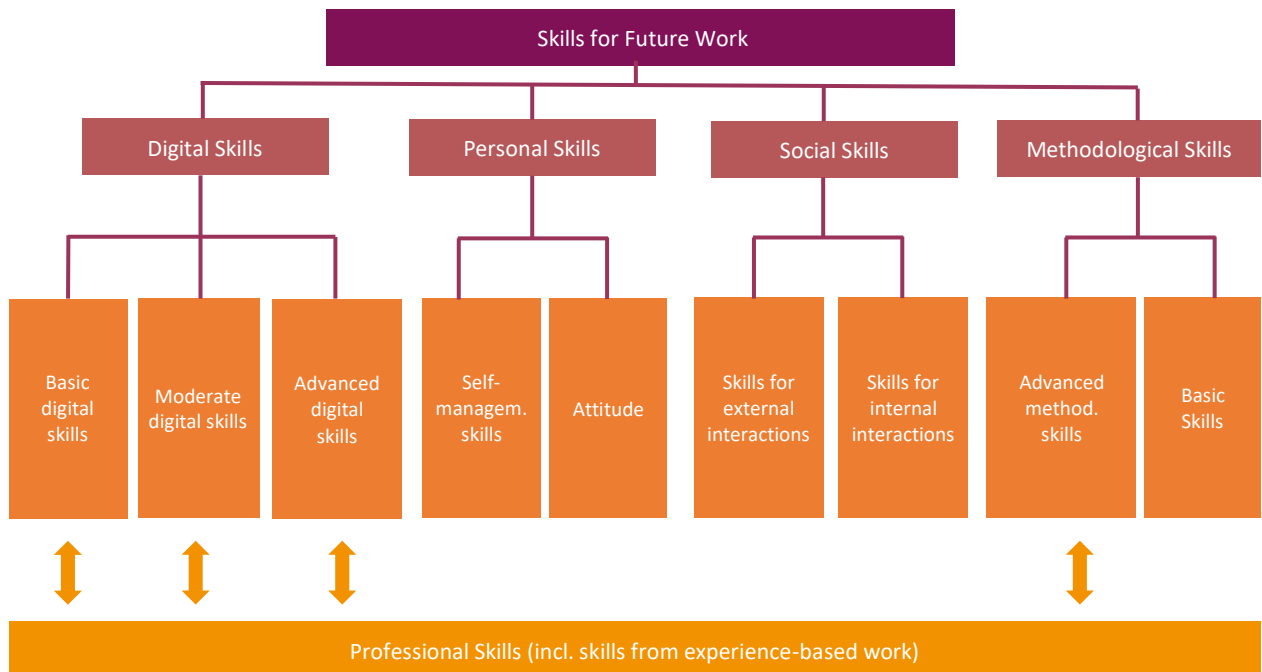 Skills for Future Work
Digital Skills
Personal Skills
Social Skills
Methodological Skills
Basic
digital
skills
Moderate
digital skills
Advanced
digital
skills
Self-
managem.
skills
Attitude
Skills for
external
interactions
Skills for
internal
interactions
Advanced
method.
skills
Basic
Skills
Professional Skills (incl. skills from experience-based work)